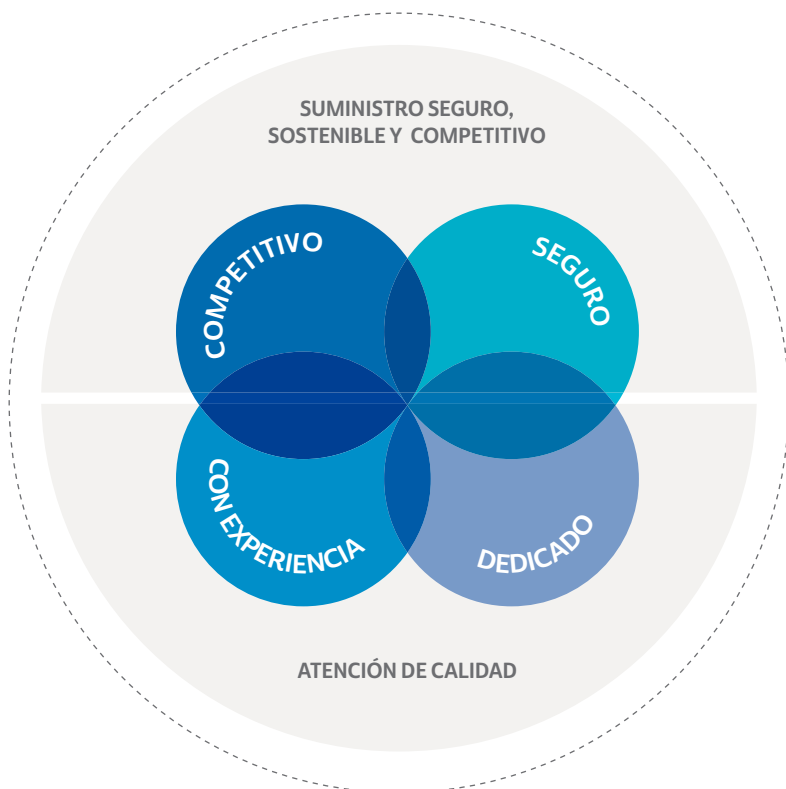 SUMINISTRO SEGURO,
SOSTENIBLE Y COMPETITIVO
COMPETITIVO
SEGURO
CON EXPERIENCIA
DEDICADO
ATENCIÓN DE CALIDAD